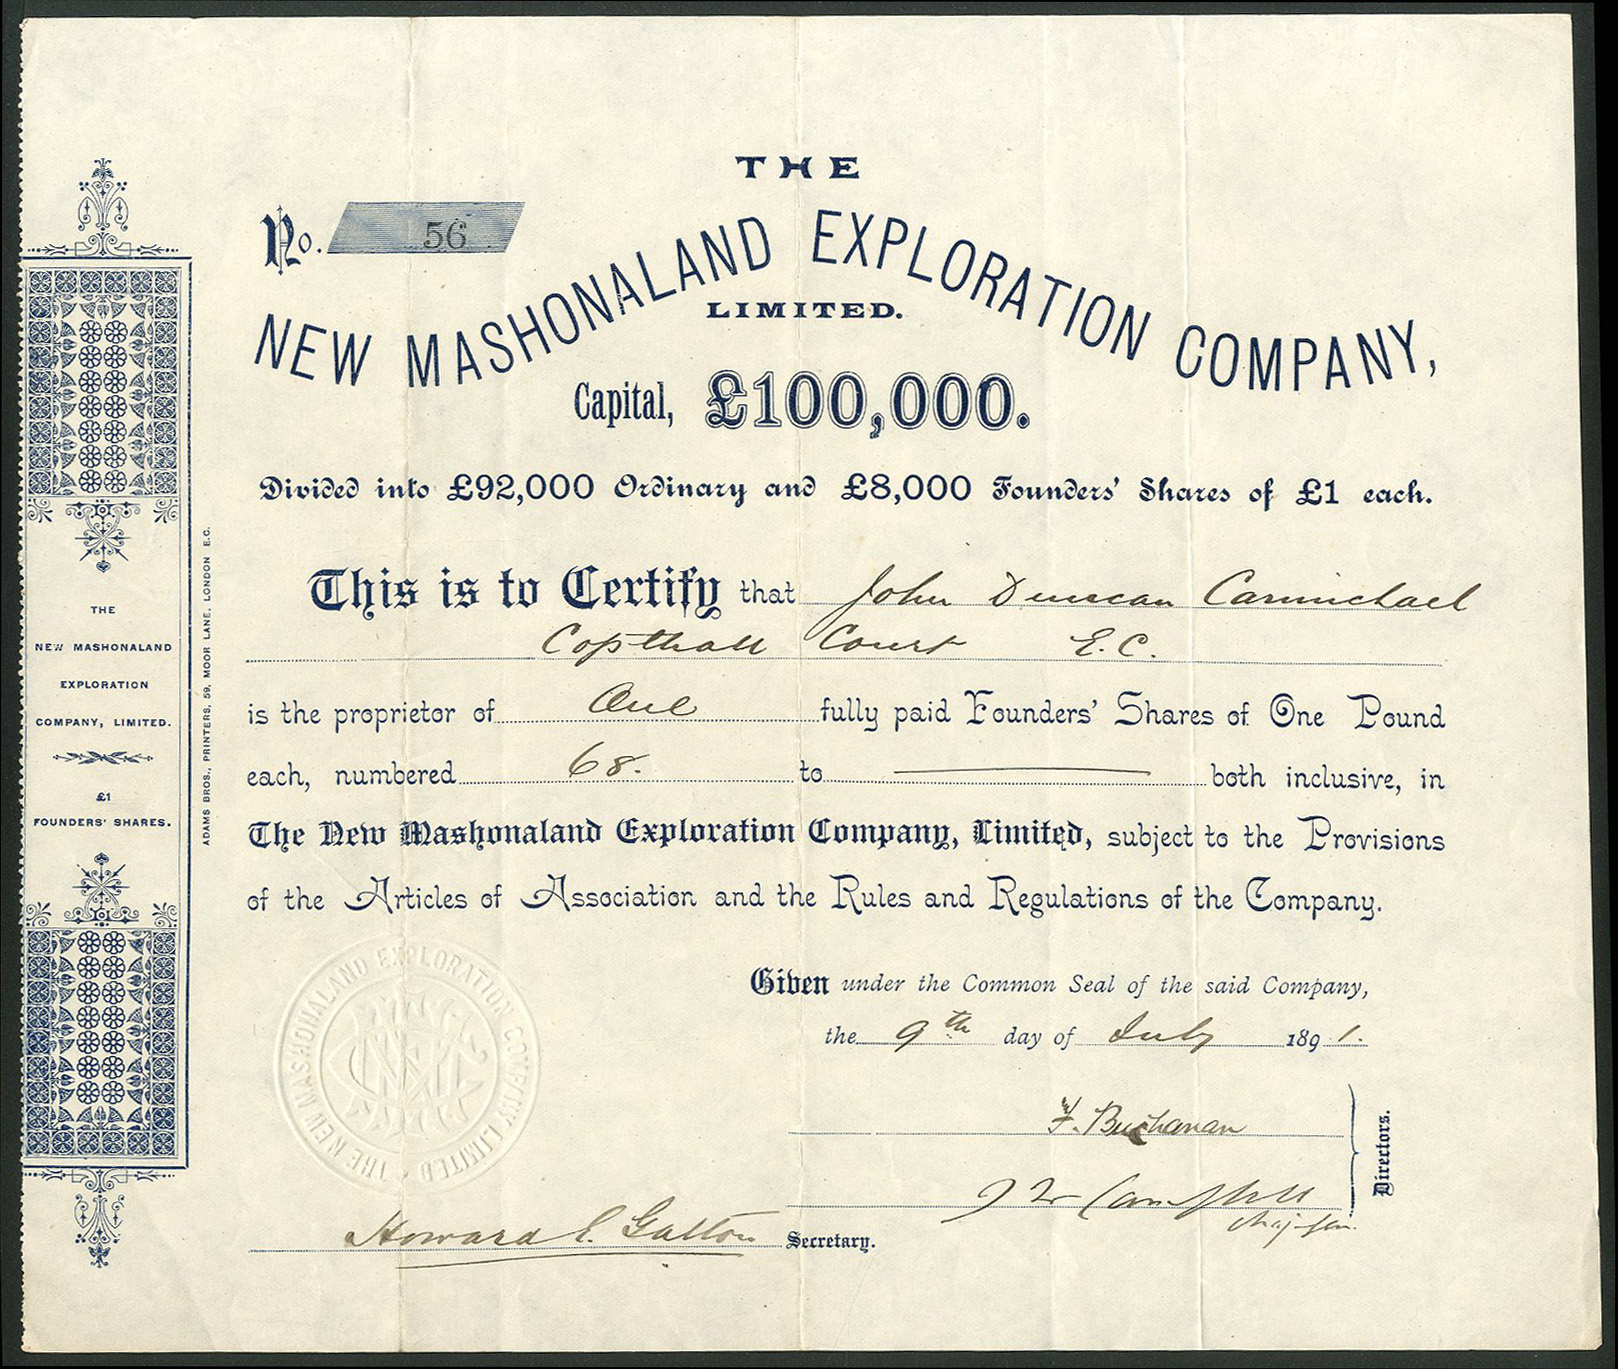 THE
No. 56
NEW MASHONALAND EXPLORATION COMPANY,
LIMITED.
Capital, £100,000.
Divided into £92,000 Ordinary and £8,000 Founders' Shares of £1 each.
This is to Certify that John Duncan Carmichael
Copthall Court E.C.
is the proprietor of One fully paid Founders' Shares of One Pound
each, numbered 68. to both inclusive, in
The New Mashonaland Exploration Company, Limited, subject to the Provisions
of the Articles of Association and the Rules and Regulations of the Company.
Given under the Common Seal of the said Company,
the 9th day of July 1891.
F. Buchanan
Campbell
Maj-Gen.
Directors.
Howard E. Galton Secretary.
THE NEW MASHONALAND EXPLORATION COMPANY LIMITED
THE
NEW MASHONALAND
EXPLORATION
COMPANY, LIMITED.
£1
FOUNDERS' SHARES.
ADAMS BROS., PRINTERS, 59, MOOR LANE, LONDON E.C.